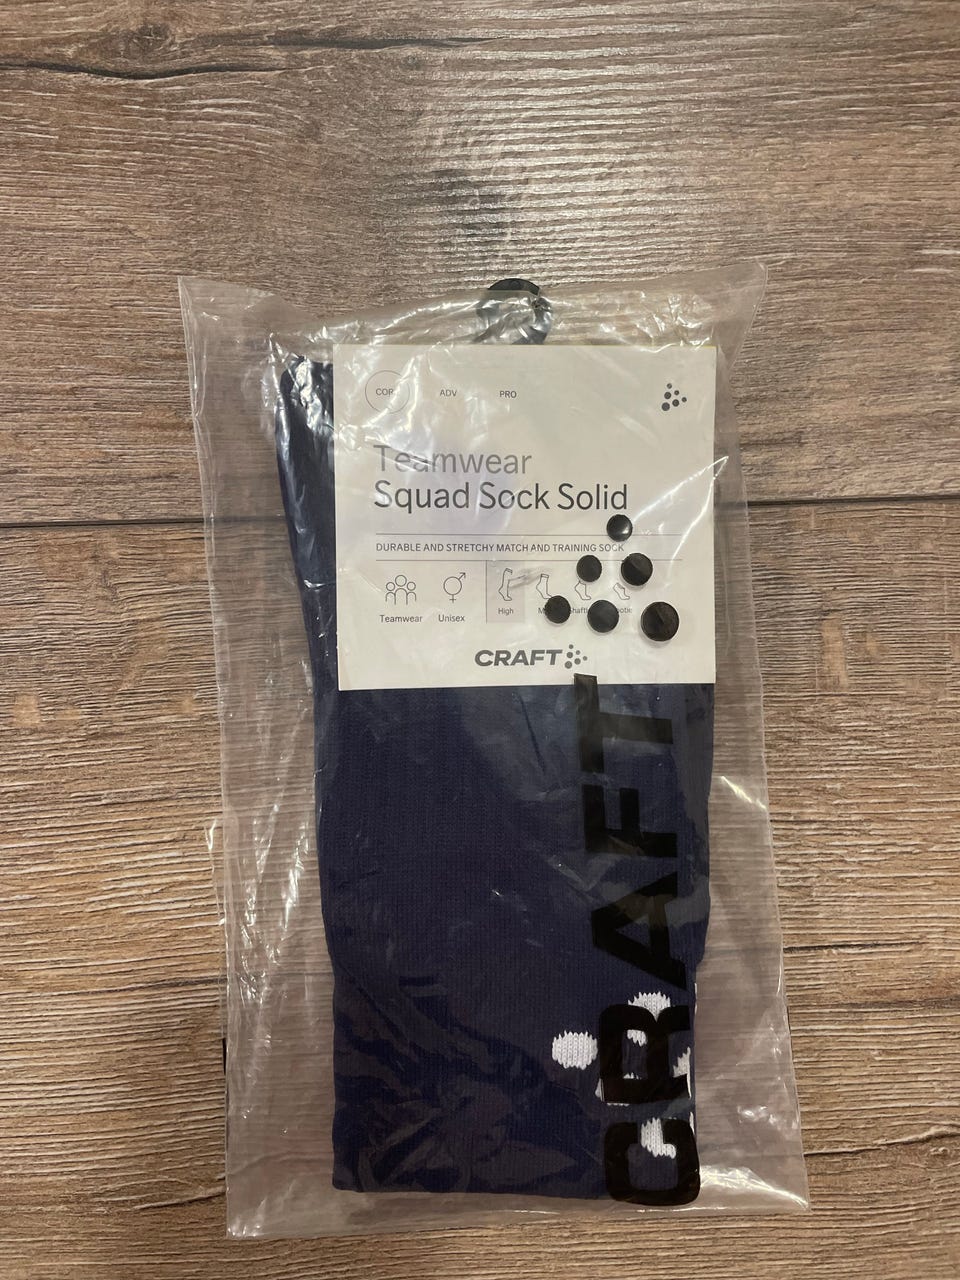 COR
ADV
PRO
Teamwear
Squad Sock Solid
DURABLE AND STRETCHY MATCH AND TRAINING SOCK
Teamwear
Unisex
High
CRAFT
CRAFT